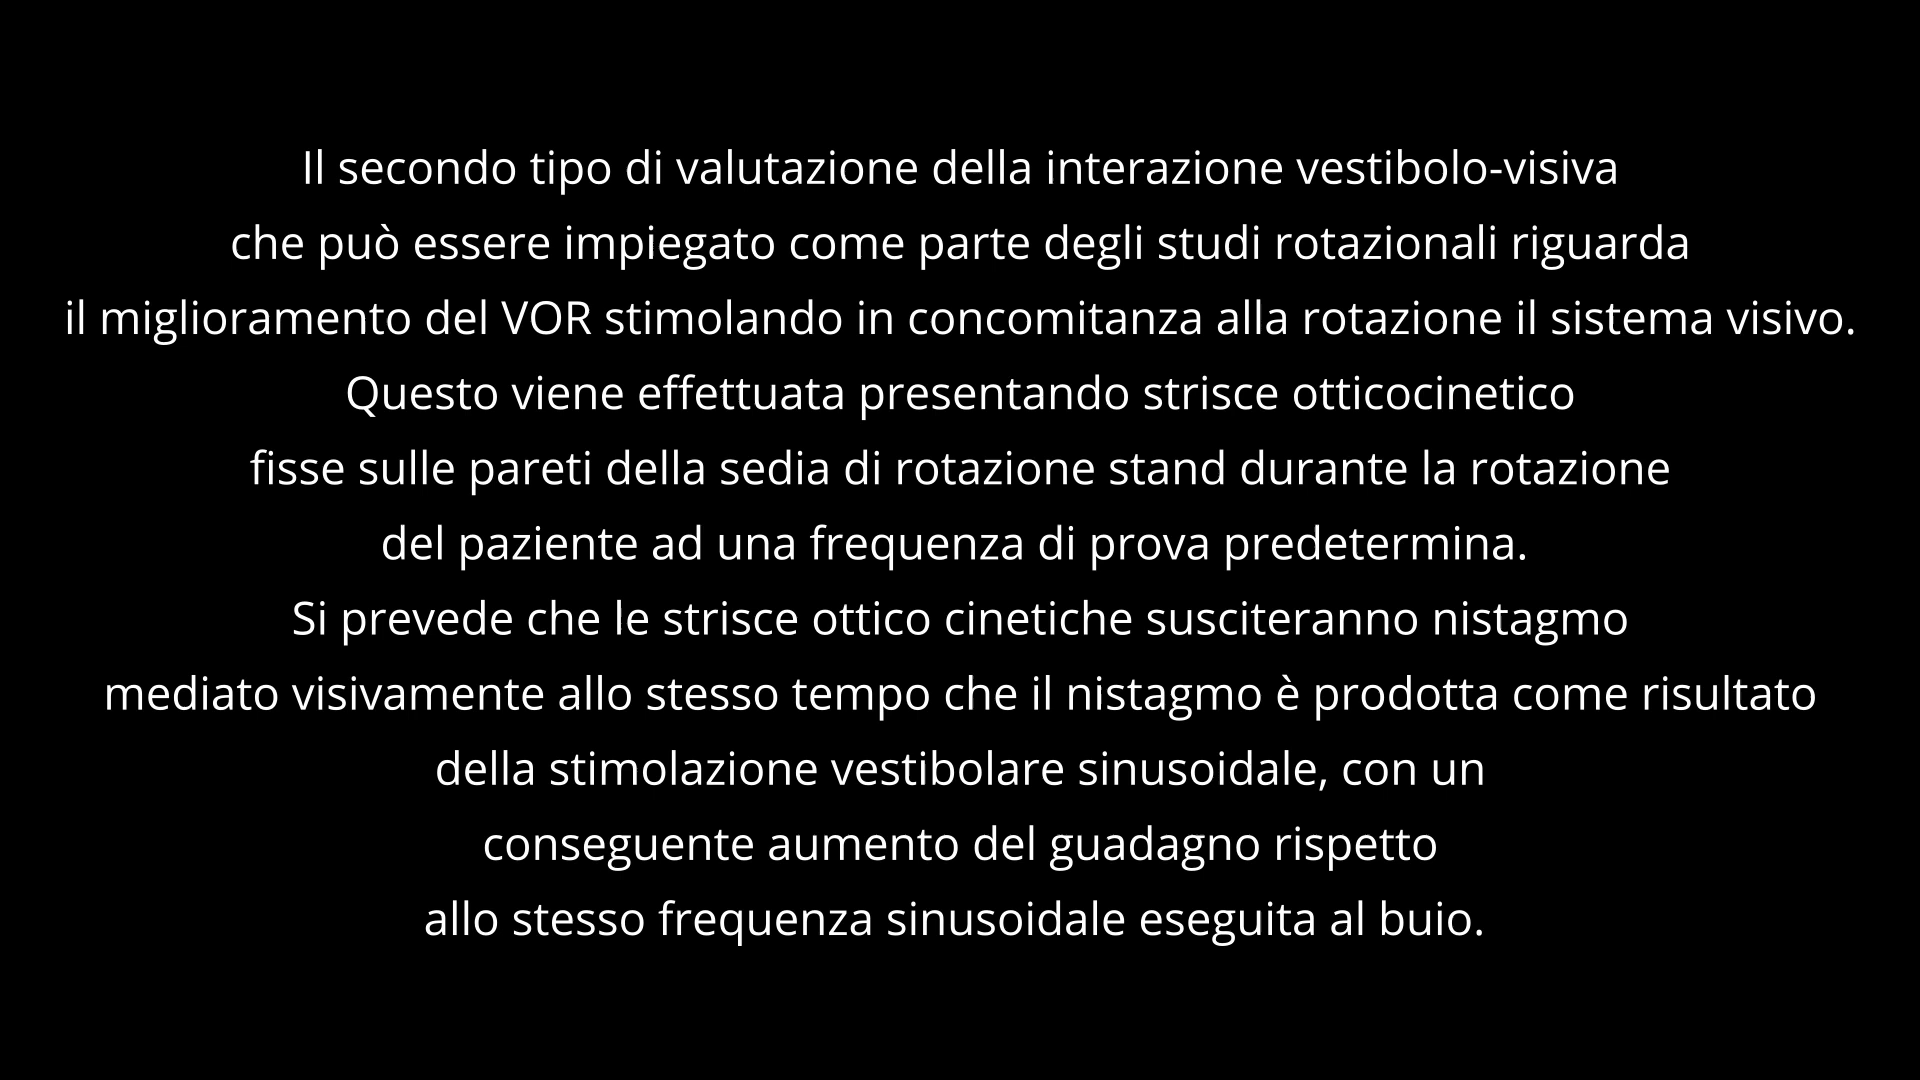 Il secondo tipo di valutazione della interazione vestibolo-visiva
che può essere impiegato come parte degli studi rotazionali riguarda
il miglioramento del VOR stimolando in concomitanza alla rotazione il sistema visivo.
Questo viene effettuata presentando strisce otticocinetico
fisse sulle pareti della sedia di rotazione stand durante la rotazione
del paziente ad una frequenza di prova predetermina.
Si prevede che le strisce ottico cinetiche susciteranno nistagmo
mediato visivamente allo stesso tempo che il nistagmo è prodotta come risultato
della stimolazione vestibolare sinusoidale, con un
conseguente aumento del guadagno rispetto
allo stesso frequenza sinusoidale eseguita al buio.